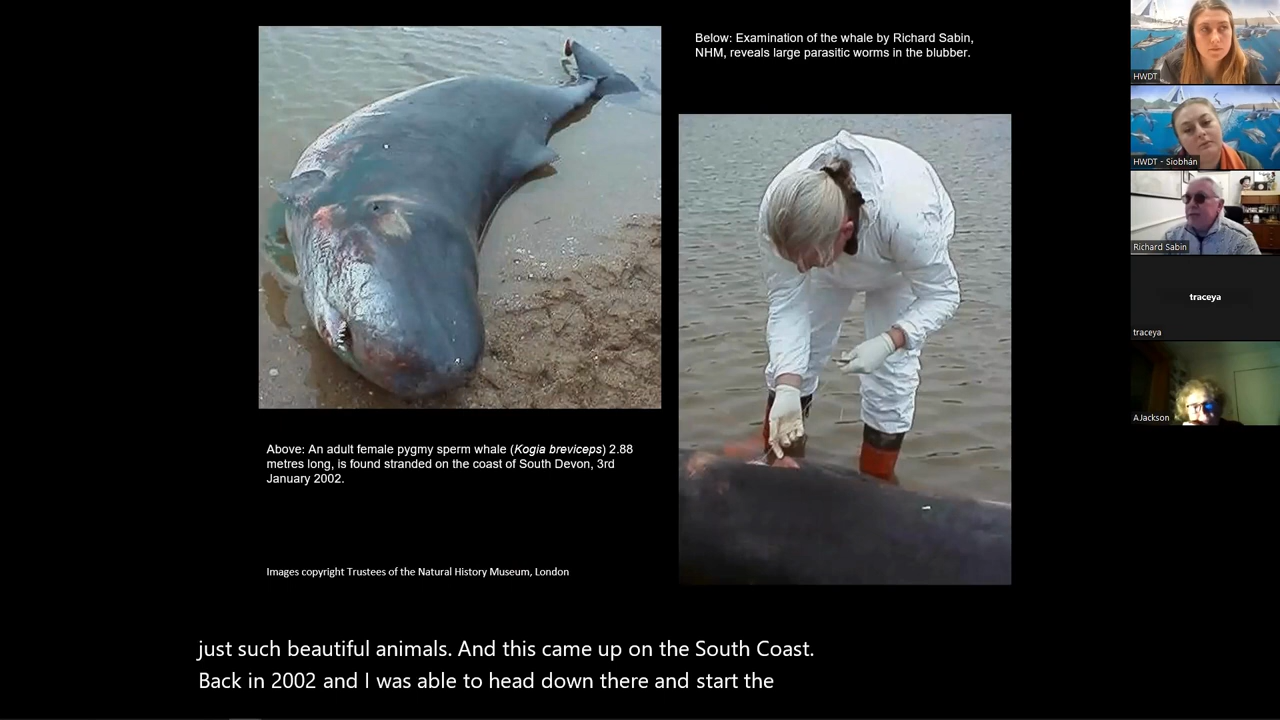 Below: Examination of the whale by Richard Sabin,
NHM, reveals large parasitic worms in the blubber.
Above: An adult female pygmy sperm whale (Kogia breviceps) 2.88
metres long, is found stranded on the coast of South Devon, 3rd
January 2002.
Images copyright Trustees of the Natural History Museum, London
just such beautiful animals. And this came up on the South Coast.
Back in 2002 and I was able to head down there and start the
HWDT
HWDT - Siobhán
Richard Sabin
traceya
traceya
AJackson